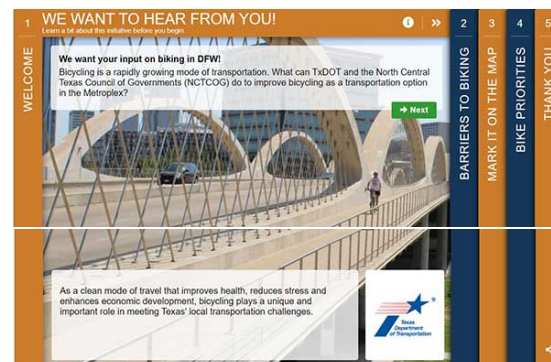 1 WE WANT TO HEAR FROM YOU!
Learn a bit about this initiative before you begin.
WELCOME
We want your input on biking in DFW!
Bicycling is a rapidly growing mode of transportation. What can TxDOT and the North Central
Texas Council of Governments (NCTCOG) do to improve bicycling as a transportation option
in the Metroplex?
Next
As a clean mode of travel that improves health, reduces stress and
enhances economic development, bicycling plays a unique and
important role in meeting Texas' local transportation challenges.
Texas
Department
of Transportation
2 BARRIERS TO BIKING
3 MARK IT ON THE MAP
4 BIKE PRIORITIES
5 THANK YOU